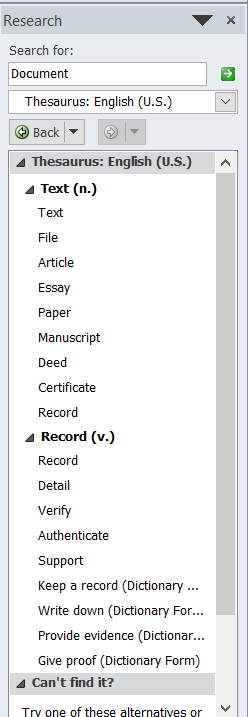 Research
Search for:
Document
Thesaurus: English (U.S.)
Back
Thesaurus: English (U.S.)
Text (n.)
Text
File
Article
Essay
Paper
Manuscript
Deed
Certificate
Record
Record (v.)
Record
Detail
Verify
Authenticate
Support
Keep a record (Dictionary ...
Write down (Dictionary For...
Provide evidence (Dictionar...
Give proof (Dictionary Form)
Can't find it?
Try one of these alternatives or